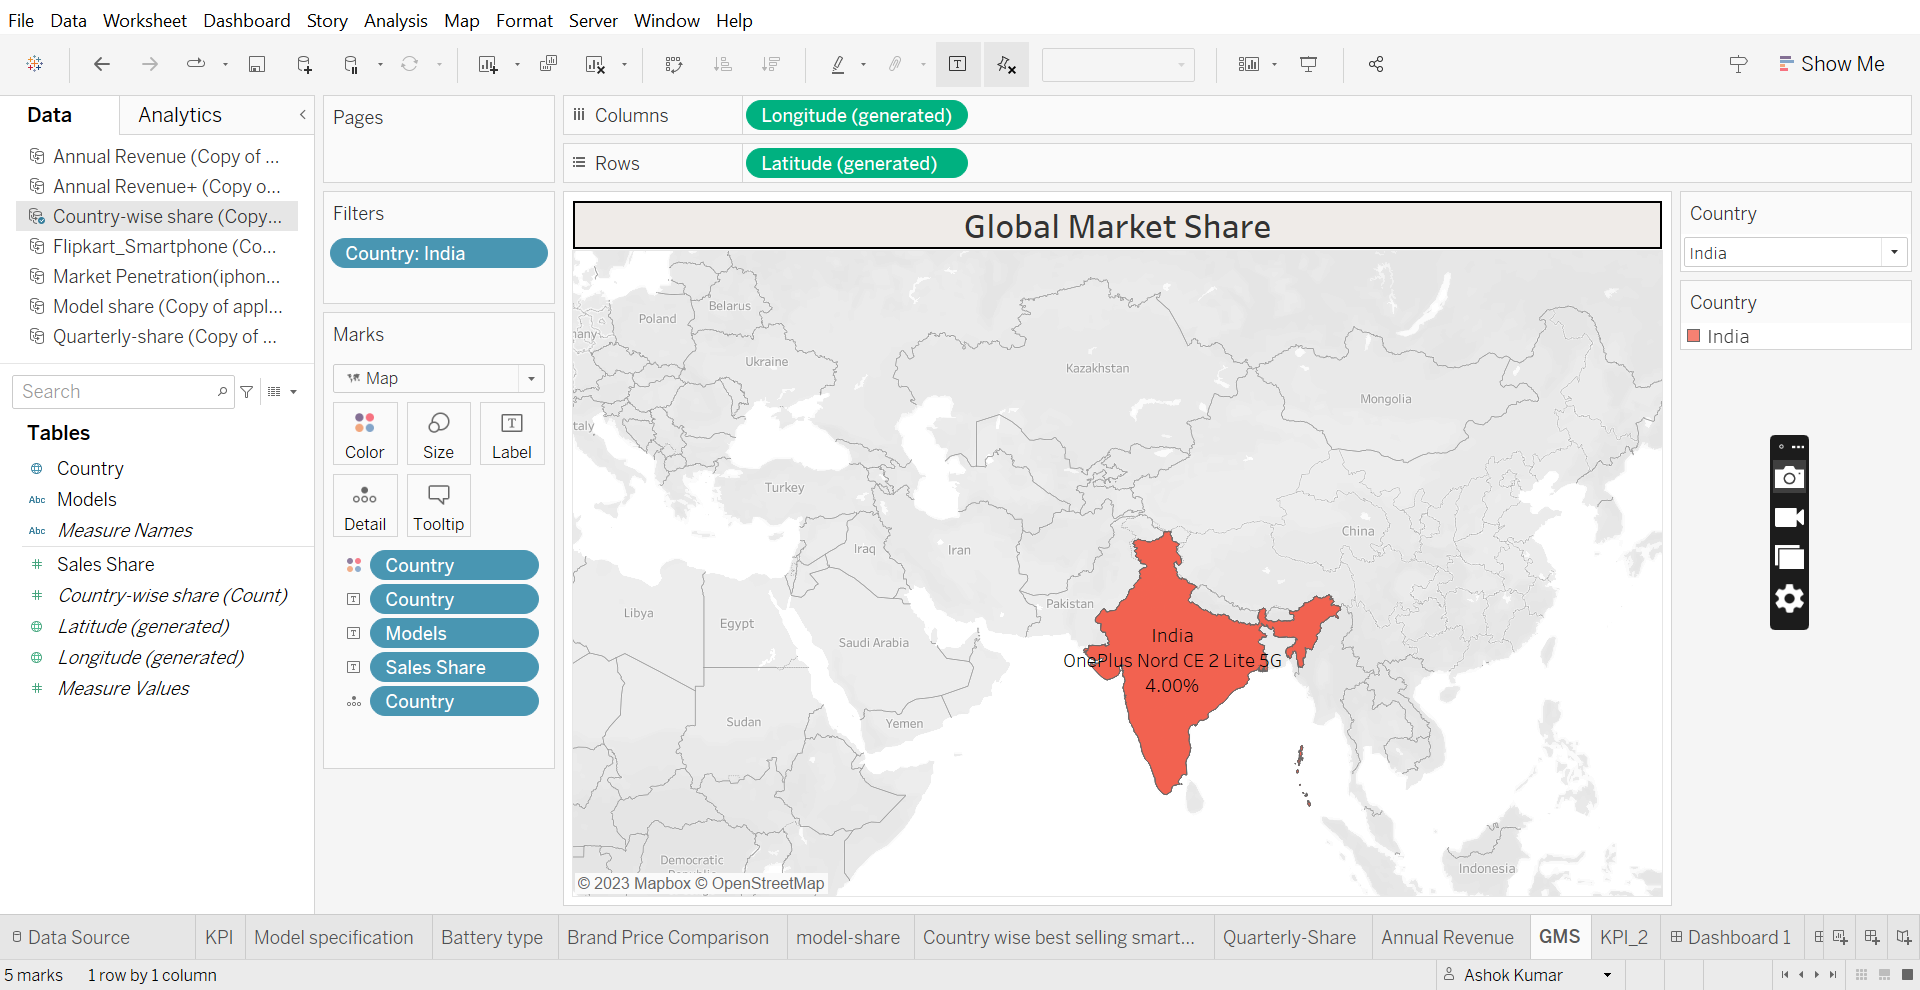 File Data Worksheet Dashboard Story Analysis Map Format Server Window Help
Show Me
Data Analytics
Annual Revenue (Copy of ...
Annual Revenue+ (Copy o...
Country-wise share (Copy...
Flipkart_Smartphone (Co...
Market Penetration(iphon...
Model share (Copy of appl...
Quarterly-share (Copy of ...
Search
Tables
Country
Abc Models
Abc Measure Names
Sales Share
Country-wise share (Count)
Latitude (generated)
Longitude (generated)
Measure Values
Pages
Filters
Country: India
Marks
Map
Color Size Label
Detail Tooltip
Country
Country
Models
Sales Share
Country
Columns Longitude (generated)
Rows Latitude (generated)
Global Market Share
Belarus
Poland
many
Ukraine
Kazakhstan
Mongolia
taly
Turkey
China
Iraq
Iran
Pakistan
Libya
Egypt
Saudi Arabia
India
OnePlus Nord CE 2 Lite 5G
4.00%
Sudan
Yemen
Democratic
Indonesia
© 2023 Mapbox © OpenStreetMap
Country
India
Country
India
Data Source KPI Model specification Battery type Brand Price Comparison model-share Country wise best selling smart... Quarterly-Share Annual Revenue GMS KPI_2 Dashboard 1
5 marks 1 row by 1 column Ashok Kumar